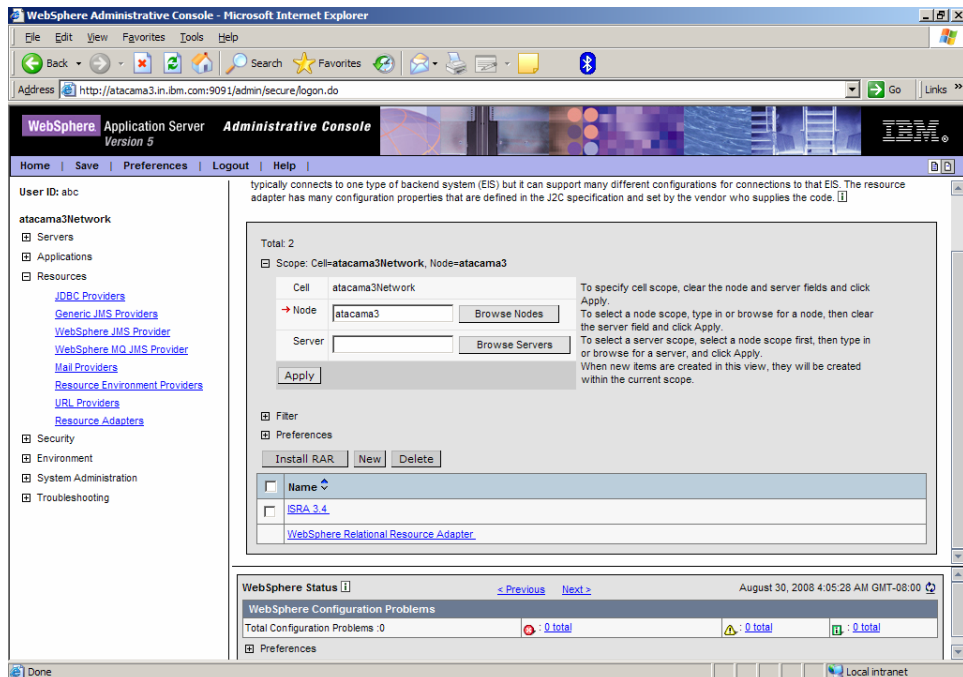 WebSphere Administrative Console - Microsoft Internet Explorer
File Edit View Favorites Tools Help
Back Search Favorites
Address http://atacama3.in.ibm.com:9091/admin/secure/logon.do Go Links »
WebSphere Application Server Administrative Console
Version 5
IBM
Home | Save | Preferences | Logout | Help |
User ID: abc
atacama3Network
Servers
Applications
Resources
JDBC Providers
Generic JMS Providers
WebSphere JMS Provider
WebSphere MQ JMS Provider
Mail Providers
Resource Environment Providers
URL Providers
Resource Adapters
Security
Environment
System Administration
Troubleshooting
typically connects to one type of backend system (EIS) but it can support many different configurations for connections to that EIS. The resource
adapter has many configuration properties that are defined in the J2C specification and set by the vendor who supplies the code. i
Total: 2
Scope: Cell=atacama3Network, Node=atacama3
Cell atacama3Network
Node atacama3 Browse Nodes
Server Browse Servers
Apply
To specify cell scope, clear the node and server fields and click
Apply.
To select a node scope, type in or browse for a node, then clear
the server field and click Apply.
To select a server scope, select a node scope first, then type in
or browse for a server, and click Apply.
When new items are created in this view, they will be created
within the current scope.
Filter
Preferences
Install RAR New Delete
Name
ISRA 3.4
WebSphere Relational Resource Adapter
WebSphere Status i < Previous Next > August 30, 2008 4:05:28 AM GMT-08:00
WebSphere Configuration Problems
Total Configuration Problems :0 : 0 total : 0 total : 0 total
Preferences
Done Local intranet